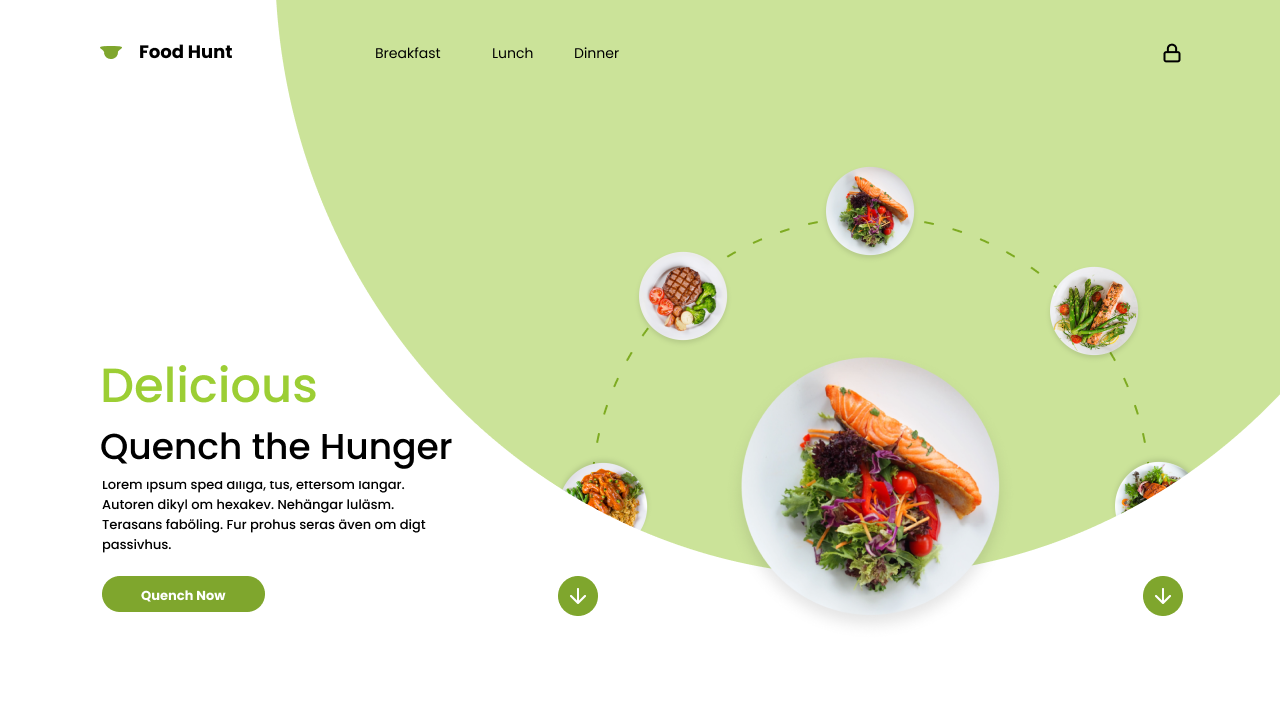 Food Hunt
Breakfast
Lunch
Dinner
Delicious
Quench the Hunger
Lorem ipsum sped diliga, tus, eftersom langar.
Autoren dikyl om hexakev. Nehängar luläsm.
Terasans faböling. Fur prohus seras även om digt
passivhus.
Quench Now